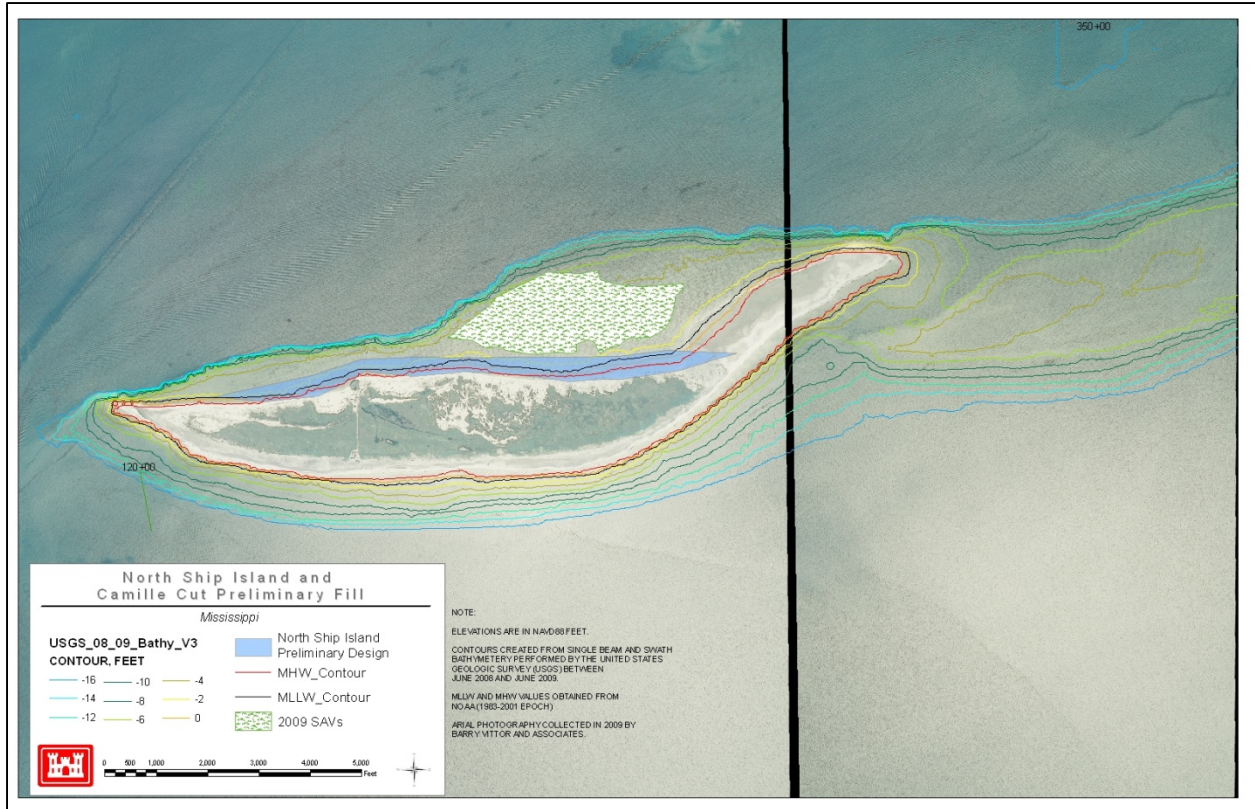 350+00
120+00
North Ship Island and
Camille Cut Preliminary Fill
Mississippi
USGS_08_09_Bathy_V3
CONTOUR, FEET
-16
-10
-4
-14
-8
-2
-12
-6
0
North Ship Island
Preliminary Design
MHW_Contour
MLLW_Contour
2009 SAVs
0 500 1,000 2,000 3,000 4,000 5,000
Feet
NOTE:
ELEVATIONS ARE IN NAVD88 FEET.
CONTOURS CREATED FROM SINGLE BEAM AND SWATH
BATHYMETERY PERFORMED BY THE UNITED STATES
GEOLOGIC SURVEY (USGS) BETWEEN
JUNE 2008 AND JUNE 2009.
MLLW AND MHW VALUES OBTAINED FROM
NOAA (1983-2001 EPOCH)
ARIAL PHOTOGRAPHY COLLECTED IN 2009 BY
BARRY VITTOR AND ASSOCIATES.